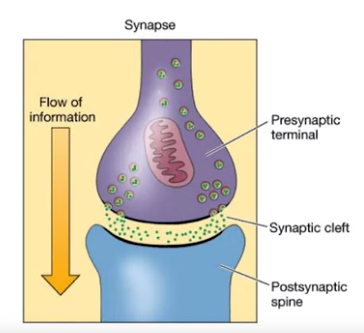 Synapse
Flow of
information
Presynaptic
terminal
Synaptic cleft
Postsynaptic
spine